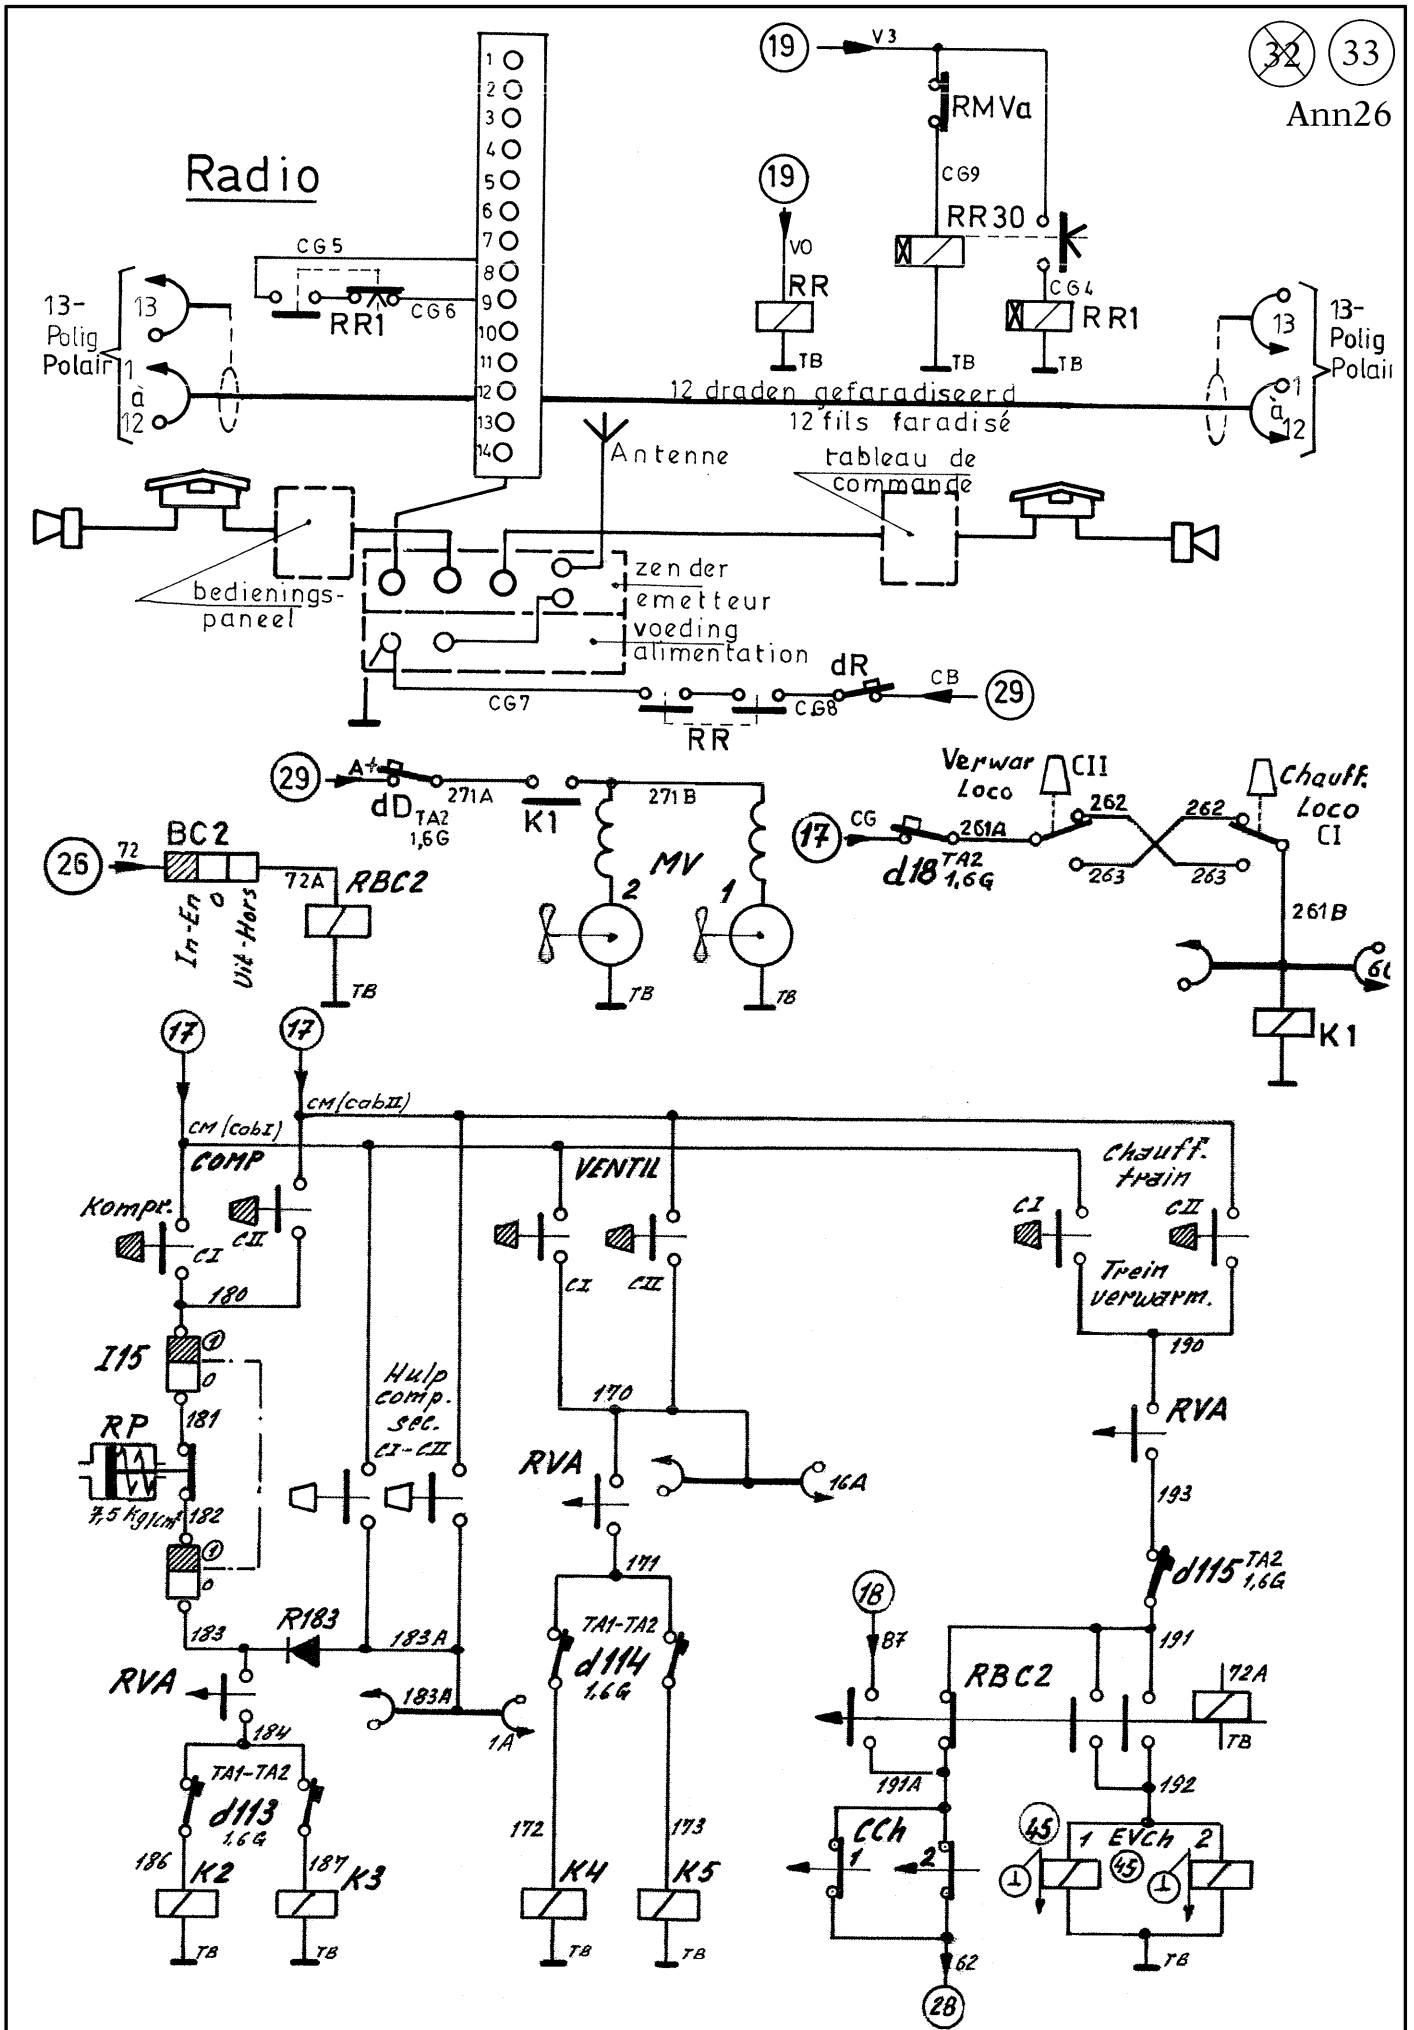 32 33
Ann26
Radio
1
2
3
4
5
6
7
8
9
10
11
12
13
14
19 V3
RMVa
CG9
19
V0
RR
TB
RR30
TB
CG4
RR1
TB
CG5
RR1
CG6
13-
Polig
Polair
13
1
à
12
13-
Polig
13
1
à
12
12 draden gefaradiseerd
12 fils faradisé
Antenne
tableau de
commande
bedienings-
paneel
zender
emetteur
voeding
alimentation
CG7
RR
CG8
dR
CB
29
29
A+
dD TA2
1,6G
271A
K1
271B
MV
2
1
TB
TB
26
72
BC2
In-En
0
Uit-Hors
72A
RBC2
TB
17
CG
d18 TA2
1,6G
261A
Verwar
Loco
CII
262
262
263
263
Chauff.
Loco
CI
261B
K1
17
17
CM (cabI)
CM (cabII)
COMP
Kompr.
CI
CII
180
I15
1
0
181
RP
7,5 kg/cm²
182
1
0
183
R183
183A
RVA
184
TA1-TA2
d113
1,6G
186
187
K2
K3
TB
TB
Hulp
comp.
sec.
CI-CII
183A
1A
VENTIL
CI
CII
170
RVA
16A
171
TA1-TA2
d114
1,6G
172
173
K4
K5
TB
TB
Chauff.
train
CI
CII
Trein
verwarm.
190
RVA
193
d115 TA2
1,6G
191
18
87
RBC2
72A
TB
191A
192
CCh
1
2
62
28
45
1
EVCh
45
2
TB